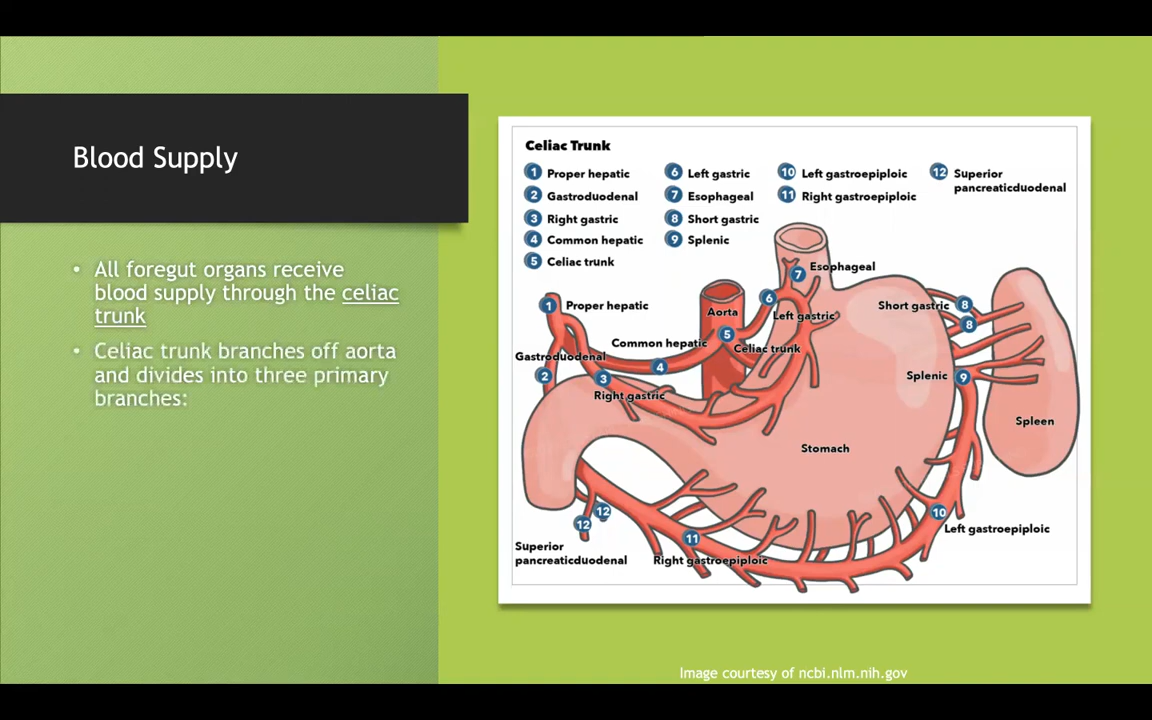 Blood Supply
• All foregut organs receive
blood supply through the celiac
trunk
• Celiac trunk branches off aorta
and divides into three primary
branches:
Celiac Trunk
1 Proper hepatic
2 Gastroduodenal
3 Right gastric
4 Common hepatic
5 Celiac trunk
6 Left gastric
7 Esophageal
8 Short gastric
9 Splenic
10 Left gastroepiploic
11 Right gastroepiploic
12 Superior
pancreaticduodenal
7 Esophageal
1 Proper hepatic
Aorta
6
Left gastric
Short gastric 8
8
5
Common hepatic
Celiac trunk
Gastroduodenal
4
2
3
Right gastric
Splenic 9
Spleen
Stomach
12
12
10
Left gastroepiploic
11
Superior
pancreaticduodenal
Right gastroepiploic
Image courtesy of ncbi.nlm.nih.gov